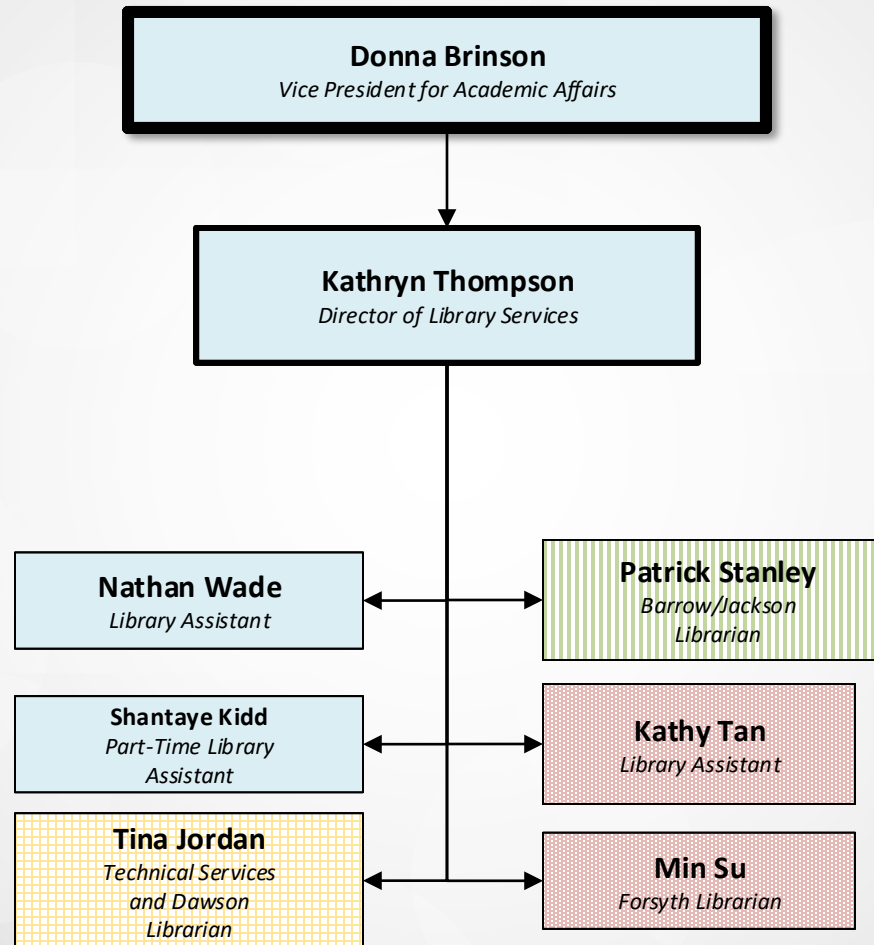 Donna Brinson
Vice President for Academic Affairs
Kathryn Thompson
Director of Library Services
Nathan Wade
Library Assistant
Patrick Stanley
Barrow/Jackson
Librarian
Shantaye Kidd
Part-Time Library
Assistant
Kathy Tan
Library Assistant
Tina Jordan
Technical Services
and Dawson
Librarian
Min Su
Forsyth Librarian